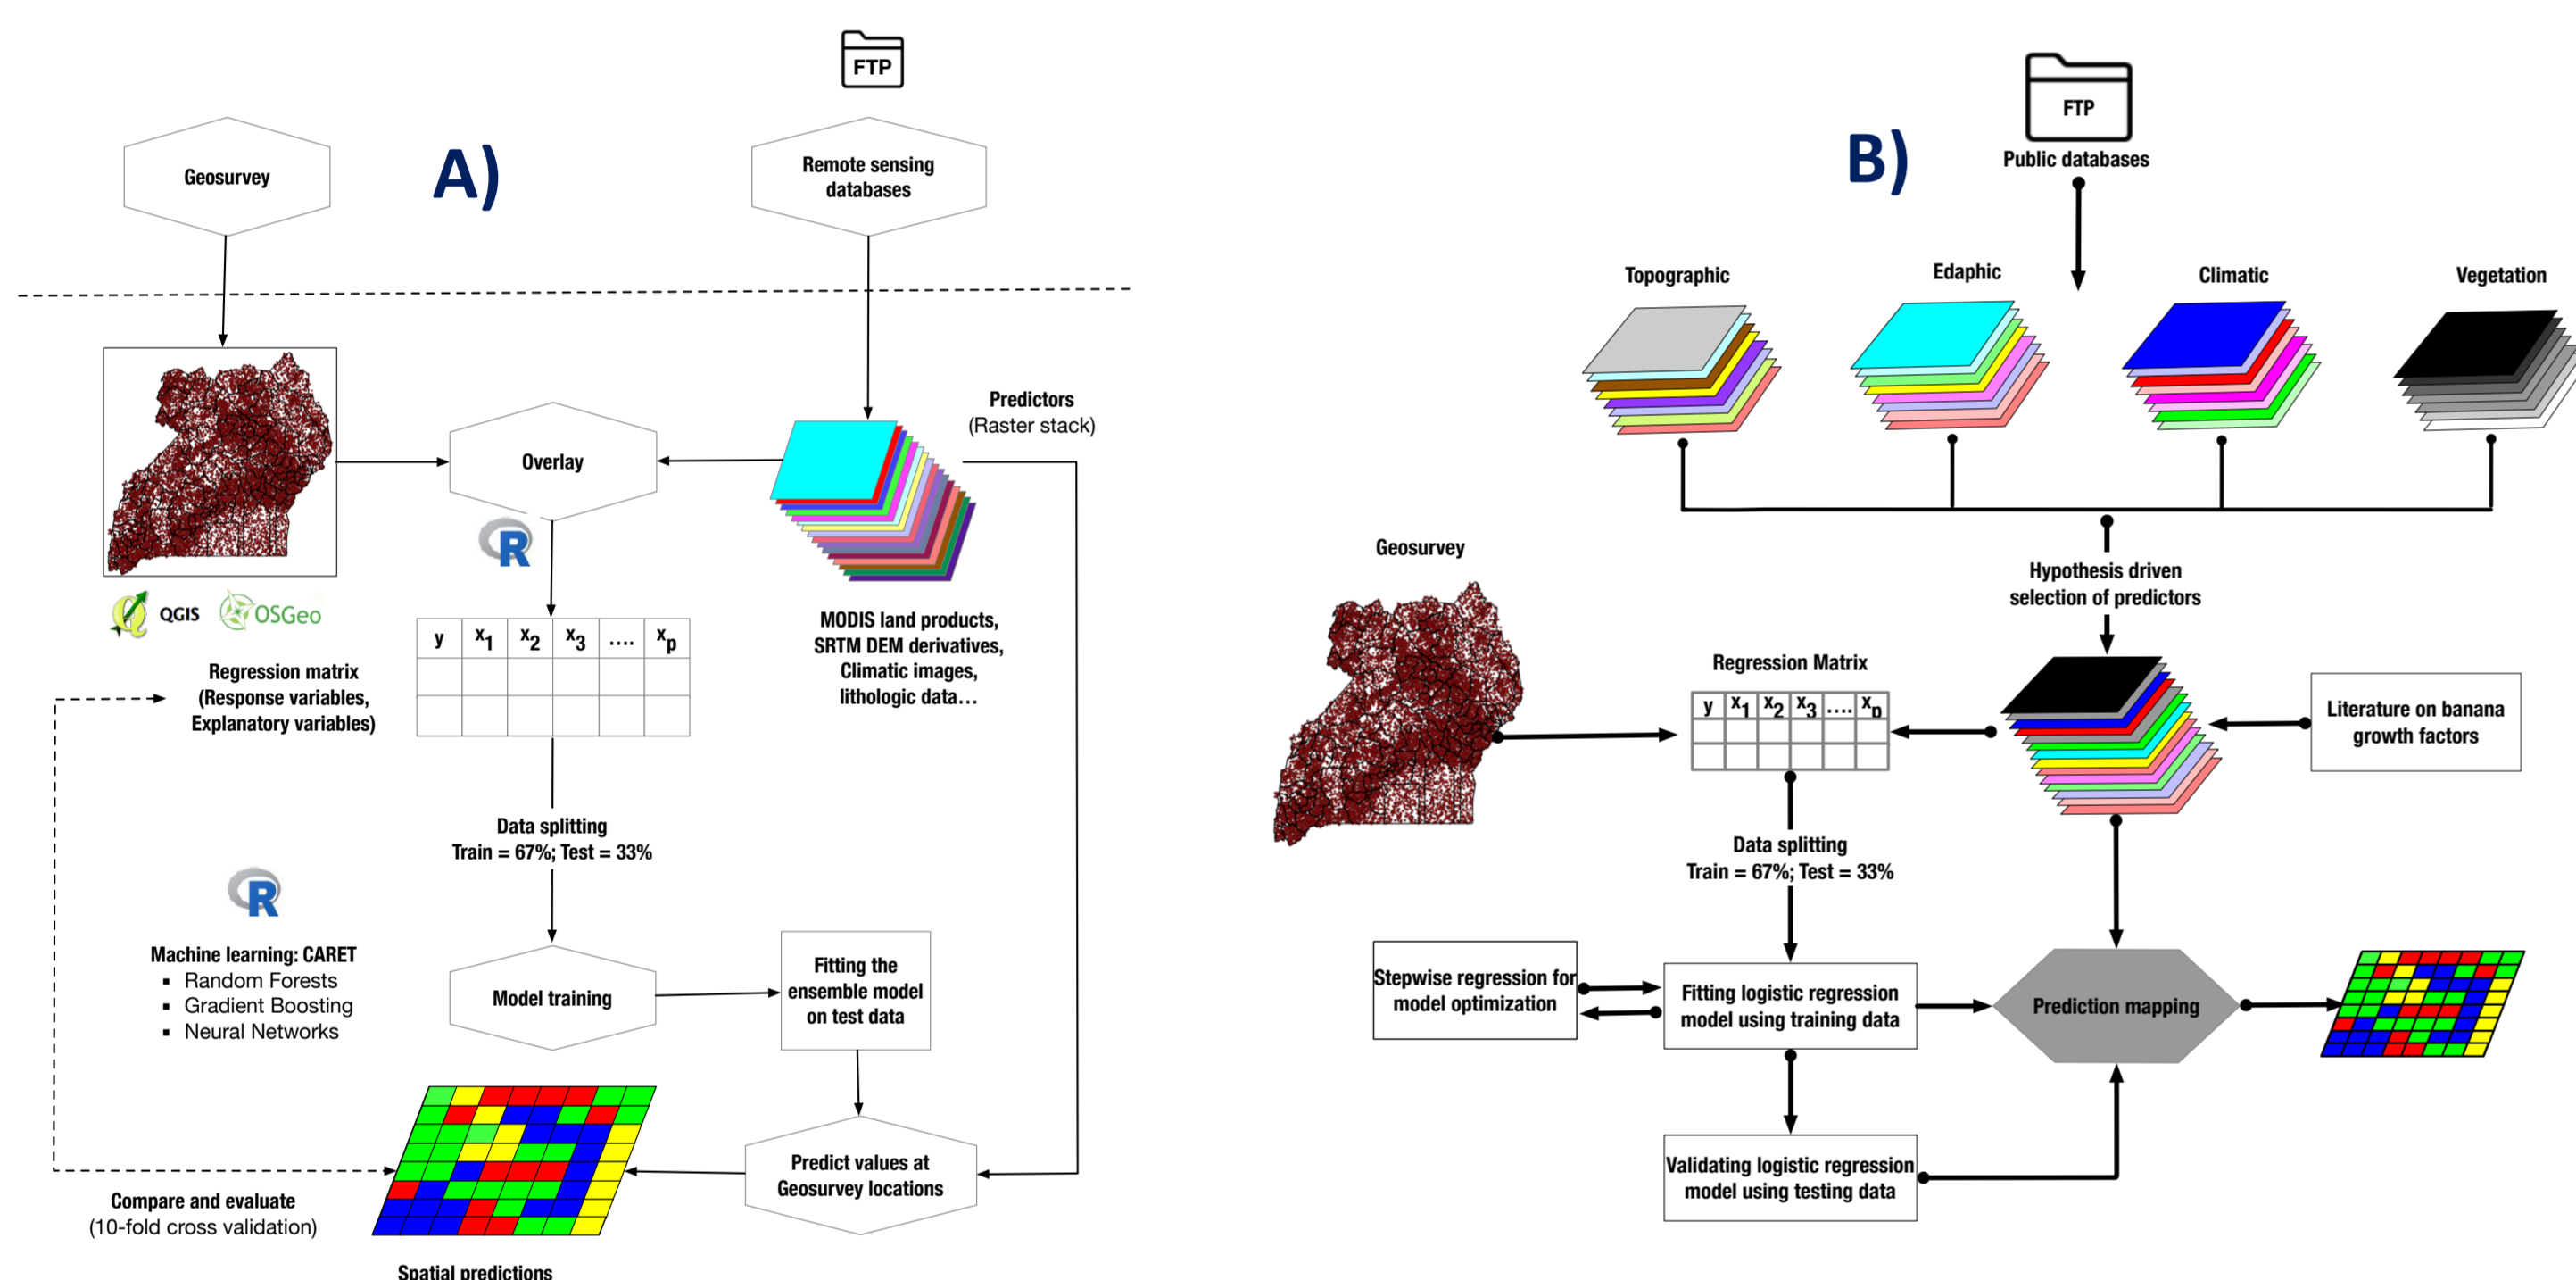 A)
FTP
Geosurvey
Remote sensing
databases
Overlay
Predictors
(Raster stack)
R
QGIS
OSGeo
MODIS land products,
SRTM DEM derivatives,
Climatic images,
lithologic data...
y x1 x2 x3 .... xp
Regression matrix
(Response variables,
Explanatory variables)
Data splitting
Train = 67%; Test = 33%
R
Machine learning: CARET
▪ Random Forests
▪ Gradient Boosting
▪ Neural Networks
Model training
Fitting the
ensemble model
on test data
Predict values at
Geosurvey locations
Compare and evaluate
(10-fold cross validation)
Spatial predictions
B)
FTP
Public databases
Topographic
Edaphic
Climatic
Vegetation
Hypothesis driven
selection of predictors
Geosurvey
Regression Matrix
y x1 x2 x3 .... xp
Literature on banana
growth factors
Data splitting
Train = 67%; Test = 33%
Stepwise regression for
model optimization
Fitting logistic regression
model using training data
Prediction mapping
Validating logistic regression
model using testing data